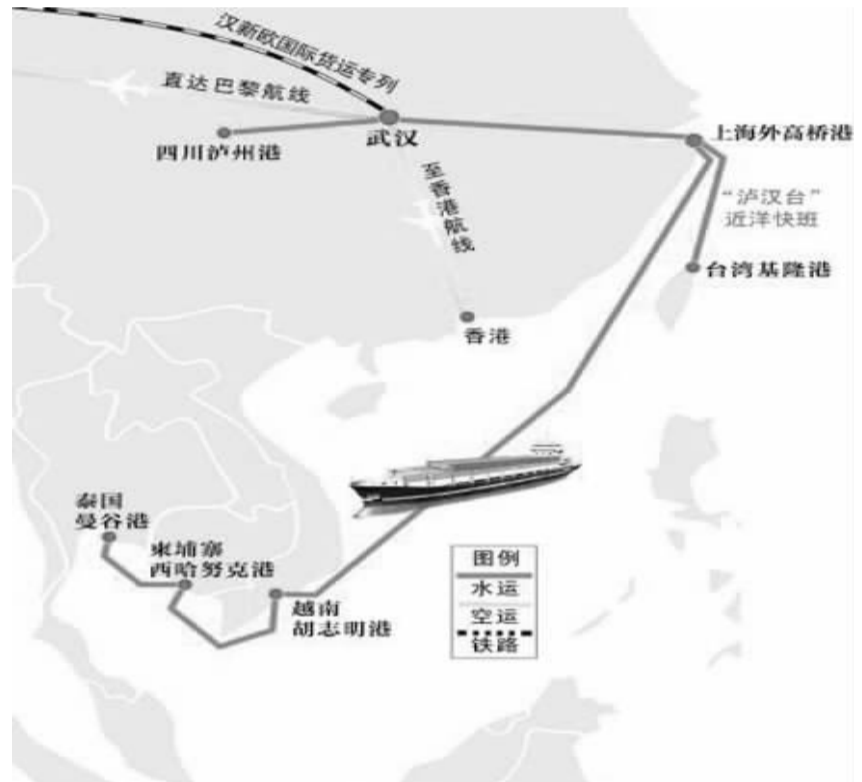 汉新欧国际货运专列
直达巴黎航线
武汉
四川泸州港
上海外高桥港
至香港航线
“泸汉台”
近洋快班
台湾基隆港
香港
泰国
曼谷港
柬埔寨
西哈努克港
越南
胡志明港
图例
水运
空运
铁路